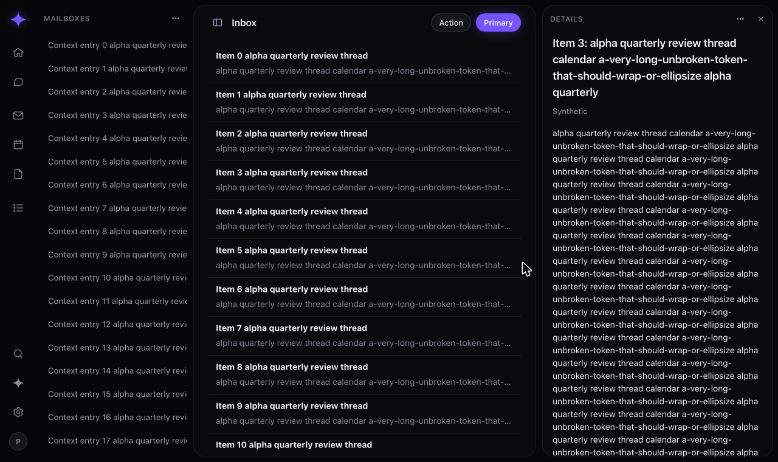 MAILBOXES
Context entry 0 alpha quarterly revie
Context entry 1 alpha quarterly review
Context entry 2 alpha quarterly revie
Context entry 3 alpha quarterly revie
Context entry 4 alpha quarterly revie
Context entry 5 alpha quarterly revie
Context entry 6 alpha quarterly revie
Context entry 7 alpha quarterly revie
Context entry 8 alpha quarterly revie
Context entry 9 alpha quarterly revie
Context entry 10 alpha quarterly revi
Context entry 11 alpha quarterly revi
Context entry 12 alpha quarterly revi
Context entry 13 alpha quarterly revi
Context entry 14 alpha quarterly revi
Context entry 15 alpha quarterly revi
Context entry 16 alpha quarterly revi
Context entry 17 alpha quarterly revi
P
Inbox
Action
Primary
Item 0 alpha quarterly review thread
alpha quarterly review thread calendar a-very-long-unbroken-token-that-...
Item 1 alpha quarterly review thread
alpha quarterly review thread calendar a-very-long-unbroken-token-that-...
Item 2 alpha quarterly review thread
alpha quarterly review thread calendar a-very-long-unbroken-token-that-...
Item 3 alpha quarterly review thread
alpha quarterly review thread calendar a-very-long-unbroken-token-that-...
Item 4 alpha quarterly review thread
alpha quarterly review thread calendar a-very-long-unbroken-token-that-...
Item 5 alpha quarterly review thread
alpha quarterly review thread calendar a-very-long-unbroken-token-that-...
Item 6 alpha quarterly review thread
alpha quarterly review thread calendar a-very-long-unbroken-token-that-...
Item 7 alpha quarterly review thread
alpha quarterly review thread calendar a-very-long-unbroken-token-that-...
Item 8 alpha quarterly review thread
alpha quarterly review thread calendar a-very-long-unbroken-token-that-...
Item 9 alpha quarterly review thread
alpha quarterly review thread calendar a-very-long-unbroken-token-that-...
Item 10 alpha quarterly review thread
DETAILS
Item 3: alpha quarterly review thread
calendar a-very-long-unbroken-token-
that-should-wrap-or-ellipsize alpha
quarterly
Synthetic
alpha quarterly review thread calendar a-very-long-
unbroken-token-that-should-wrap-or-ellipsize alpha
quarterly review thread calendar a-very-long-
unbroken-token-that-should-wrap-or-ellipsize alpha
quarterly review thread calendar a-very-long-
unbroken-token-that-should-wrap-or-ellipsize alpha
quarterly review thread calendar a-very-long-
unbroken-token-that-should-wrap-or-ellipsize alpha
quarterly review thread calendar a-very-long-
unbroken-token-that-should-wrap-or-ellipsize alpha
quarterly review thread calendar a-very-long-
unbroken-token-that-should-wrap-or-ellipsize alpha
quarterly review thread calendar a-very-long-
unbroken-token-that-should-wrap-or-ellipsize alpha
quarterly review thread calendar a-very-long-
unbroken-token-that-should-wrap-or-ellipsize alpha
quarterly review thread calendar a-very-long-
unbroken-token-that-should-wrap-or-ellipsize alpha
quarterly review thread calendar a-very-long-
unbroken-token-that-should-wrap-or-ellipsize alpha
quarterly review thread calendar a-very-long-
unbroken-token-that-should-wrap-or-ellipsize alpha
quarterly review thread calendar a-very-long-
unbroken-token-that-should-wrap-or-ellipsize alpha
quarterly review thread calendar a-very-long-
unbroken-token-that-should-wrap-or-ellipsize alpha